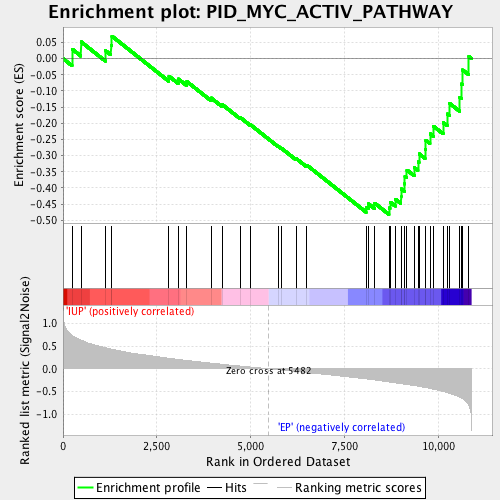 Enrichment plot: PID_MYC_ACTIV_PATHWAY
Enrichment score (ES)
0.05
0.00
-0.05
-0.10
-0.15
-0.20
-0.25
-0.30
-0.35
-0.40
-0.45
-0.50
'IUP' (positively correlated)
Ranked list metric (Signal2Noise)
1.0
0.5
0.0
-0.5
-1.0
Zero cross at 5482
'EP' (negatively correlated)
0
2,500
5,000
7,500
10,000
Rank in Ordered Dataset
Enrichment profile
Hits
Ranking metric scores